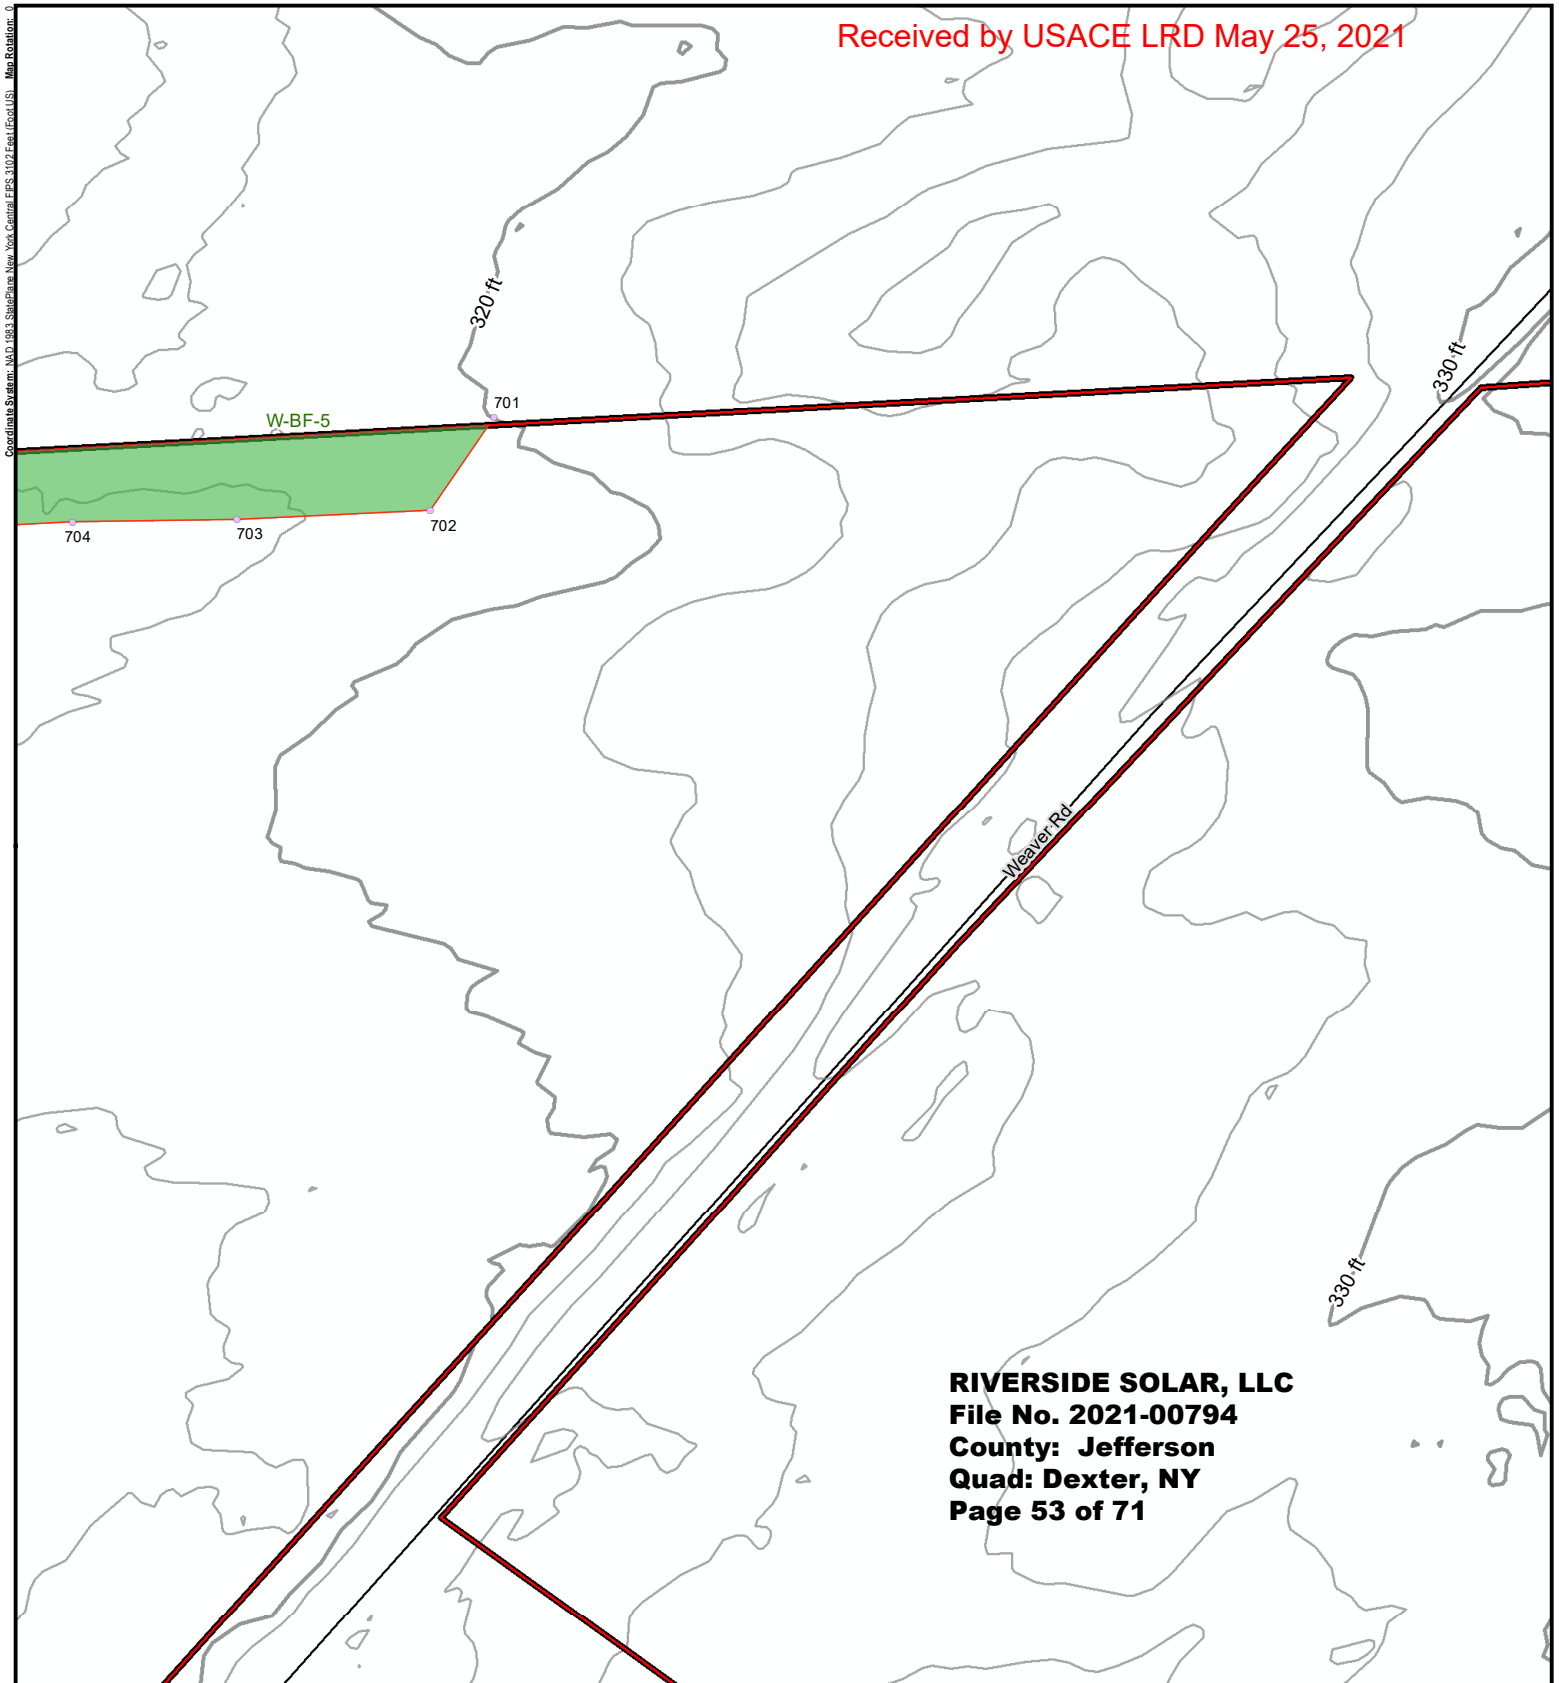 Received by USACE LRD May 25, 2021
Coordinate System: NAD 1983 StatePlane New York Central FIPS 3102 Feet (Foot US) Map Rotation: 0
320 ft
330 ft
701
W-BF-5
702
703
704
Weaver Rd
330 ft
RIVERSIDE SOLAR, LLC
File No. 2021-00794
County: Jefferson
Quad: Dexter, NY
Page 53 of 71